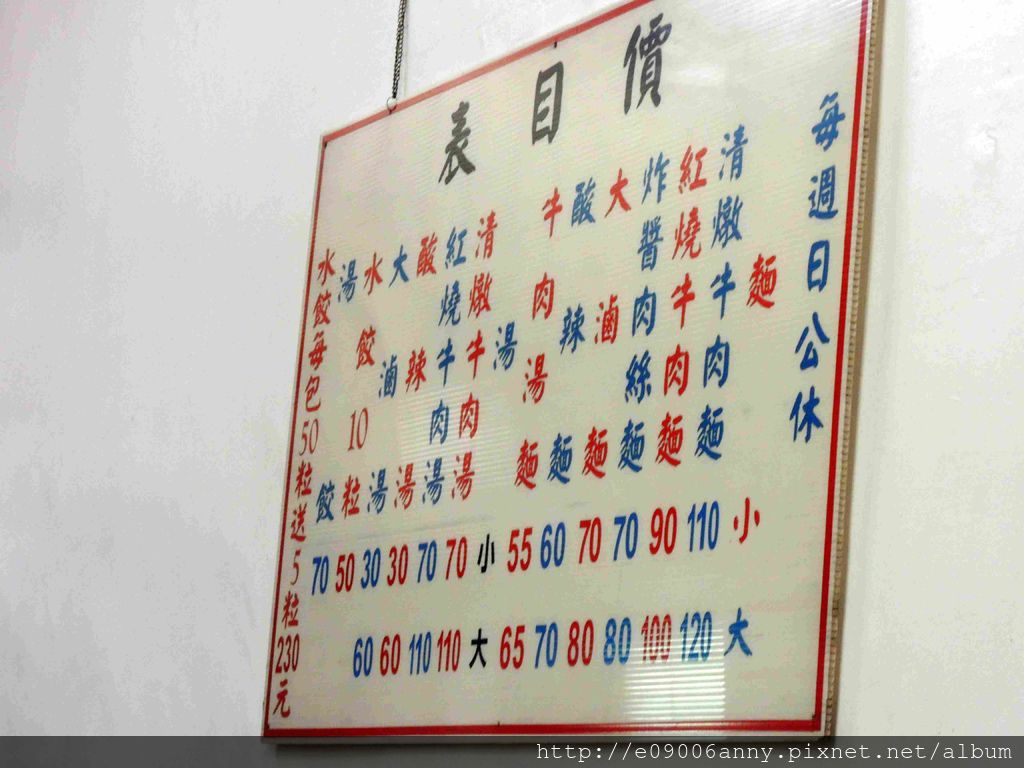 價目表
每週日公休
麵 小 大
清燉牛肉麵 110 120
紅燒牛肉麵 90 100
炸醬肉絲麵 70 80
大滷麵 70 80
酸辣麵 60 70
牛肉湯麵 55 65
湯 小 大
清燉牛肉湯 70 110
紅燒牛肉湯 70 110
酸辣湯 30 60
大滷湯 30 60
水餃10粒 50
湯餃 70
水餃每包50粒送5粒230元
http://e09006anny.pixnet.net/album